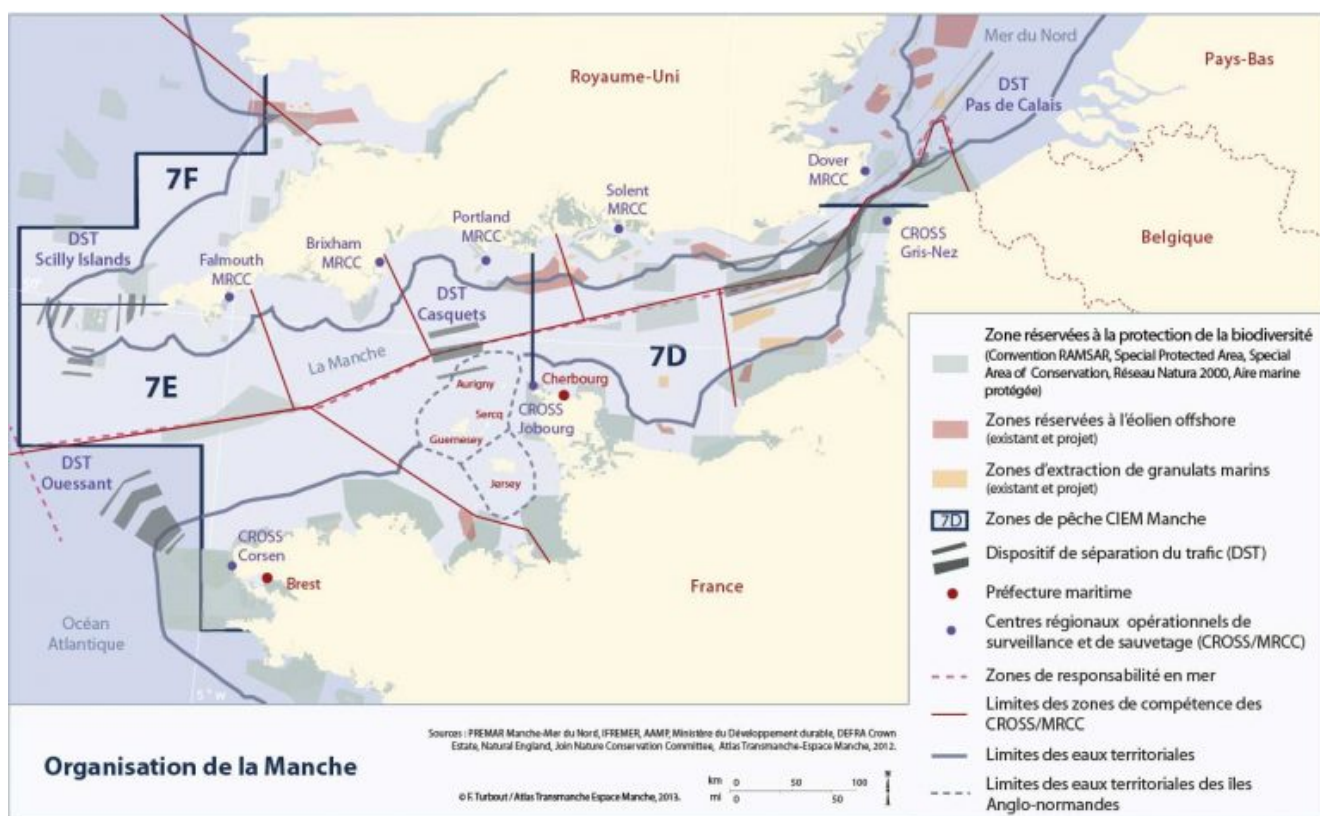 Mer du Nord
Pays-Bas
Royaume-Uni
DST
Pas de Calais
7F
Dover
MRCC
Solent
MRCC
Portland
MRCC
DST
Scilly Islands
Brixham
MRCC
Falmouth
MRCC
CROSS
Gris-Nez
Belgique
DST
Casquets
La Manche
7D
7E
Aurigny
Cherbourg
Sercq
CROSS
Jobourg
Guernesey
Jersey
DST
Ouessant
CROSS
Corsen
Brest
France
Océan
Atlantique
5° W
Zone réservées à la protection de la biodiversité
(Convention RAMSAR, Special Protected Area, Special
Area of Conservation, Réseau Natura 2000, Aire marine
protégée)
Zones réservées à l'éolien offshore
(existant et projet)
Zones d'extraction de granulats marins
(existant et projet)
7D Zones de pêche CIEM Manche
Dispositif de séparation du trafic (DST)
Préfecture maritime
Centres régionaux opérationnels de
surveillance et de sauvetage (CROSS/MRCC)
Zones de responsabilité en mer
Limites des zones de compétence des
CROSS/MRCC
Limites des eaux territoriales
Limites des eaux territoriales des îles
Anglo-normandes
Organisation de la Manche
Sources : PREMAR Manche-Mer du Nord, IFREMER, AAMP, Ministère du Développement durable, DEFRA Crown
Estate, Natural England, Join Nature Conservation Committee, Atlas Transmanche-Espace Manche, 2012.
© F. Turbout / Atlas Transmanche Espace Manche, 2013.
km 0 50 100
mi 0 50
N